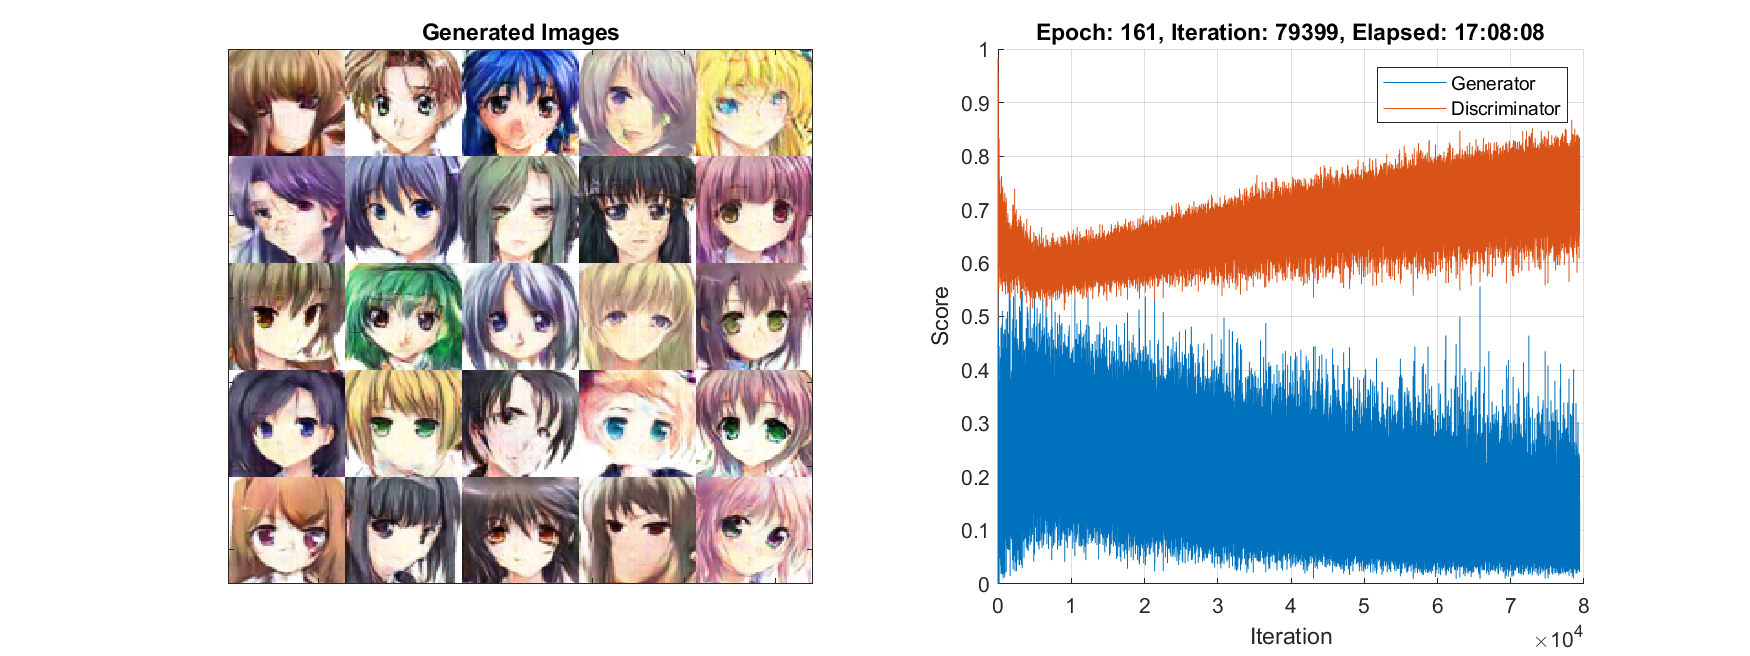 Generated Images
Epoch: 161, Iteration: 79399, Elapsed: 17:08:08
Generator
Discriminator
Score
1
0.9
0.8
0.7
0.6
0.5
0.4
0.3
0.2
0.1
0
0 1 2 3 4 5 6 7 8
Iteration
×10⁴